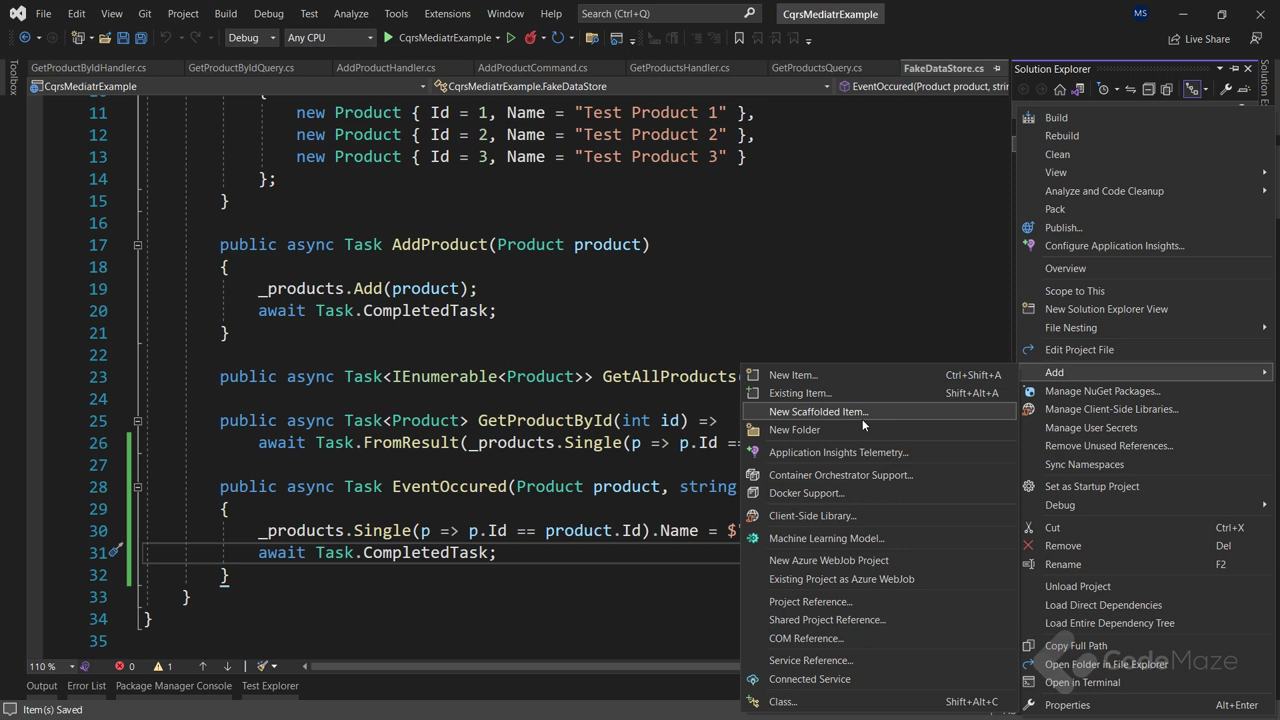 File Edit View Git Project Build Debug Test Analyze Tools Extensions Window Help Search (Ctrl+Q) CqrsMediatrExample MS
Debug Any CPU CqrsMediatrExample Live Share
GetProductByIdHandler.cs GetProductByIdQuery.cs AddProductHandler.cs AddProductCommand.cs GetProductsHandler.cs GetProductsQuery.cs FakeDataStore.cs Solution Explorer
Toolbox
CqrsMediatrExample CqrsMediatrExample.FakeDataStore EventOccured(Product product, strin
11 new Product { Id = 1, Name = "Test Product 1" },
12 new Product { Id = 2, Name = "Test Product 2" },
13 new Product { Id = 3, Name = "Test Product 3" }
14 };
15 }
16
17 public async Task AddProduct(Product product)
18 {
19 _products.Add(product);
20 await Task.CompletedTask;
21 }
22
23 public async Task<IEnumerable<Product>> GetAllProducts(
24
25 public async Task<Product> GetProductById(int id) =>
26 await Task.FromResult(_products.Single(p => p.Id ==
27
28 public async Task EventOccured(Product product, string
29 {
30 _products.Single(p => p.Id == product.Id).Name = $"
31 await Task.CompletedTask;
32 }
33 }
34 }
35
110 % 0 1
Output Error List Package Manager Console Test Explorer
Item(s) Saved
New Item... Ctrl+Shift+A
Existing Item... Shift+Alt+A
New Scaffolded Item...
New Folder
Application Insights Telemetry...
Container Orchestrator Support...
Docker Support...
Client-Side Library...
Machine Learning Model...
New Azure WebJob Project
Existing Project as Azure WebJob
Project Reference...
Shared Project Reference...
COM Reference...
Service Reference...
Connected Service
Class... Shift+Alt+C
Build
Rebuild
Clean
View
Analyze and Code Cleanup
Pack
Publish...
Configure Application Insights...
Overview
Scope to This
New Solution Explorer View
File Nesting
Edit Project File
Add
Manage NuGet Packages...
Manage Client-Side Libraries...
Manage User Secrets
Remove Unused References...
Sync Namespaces
Set as Startup Project
Debug
Cut Ctrl+X
Remove Del
Rename F2
Unload Project
Load Direct Dependencies
Load Entire Dependency Tree
Copy Full Path
Open Folder in File Explorer
Open in Terminal
Properties Alt+Enter
CodeMaze